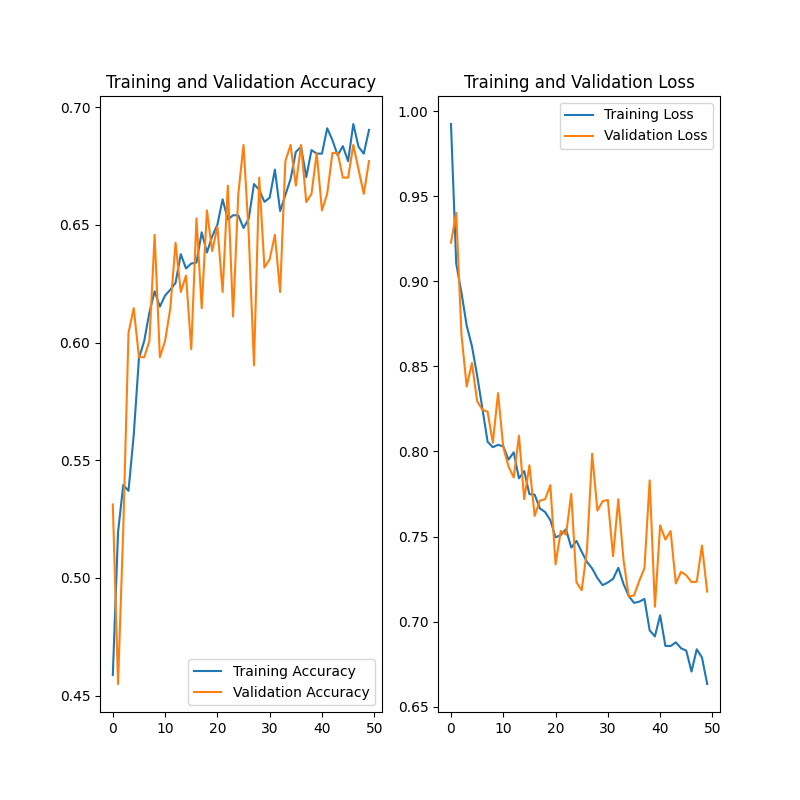 Training and Validation Accuracy
0.70
0.65
0.60
0.55
0.50
0.45
0 10 20 30 40 50
Training Accuracy
Validation Accuracy
Training and Validation Loss
1.00
0.95
0.90
0.85
0.80
0.75
0.70
0.65
0 10 20 30 40 50
Training Loss
Validation Loss